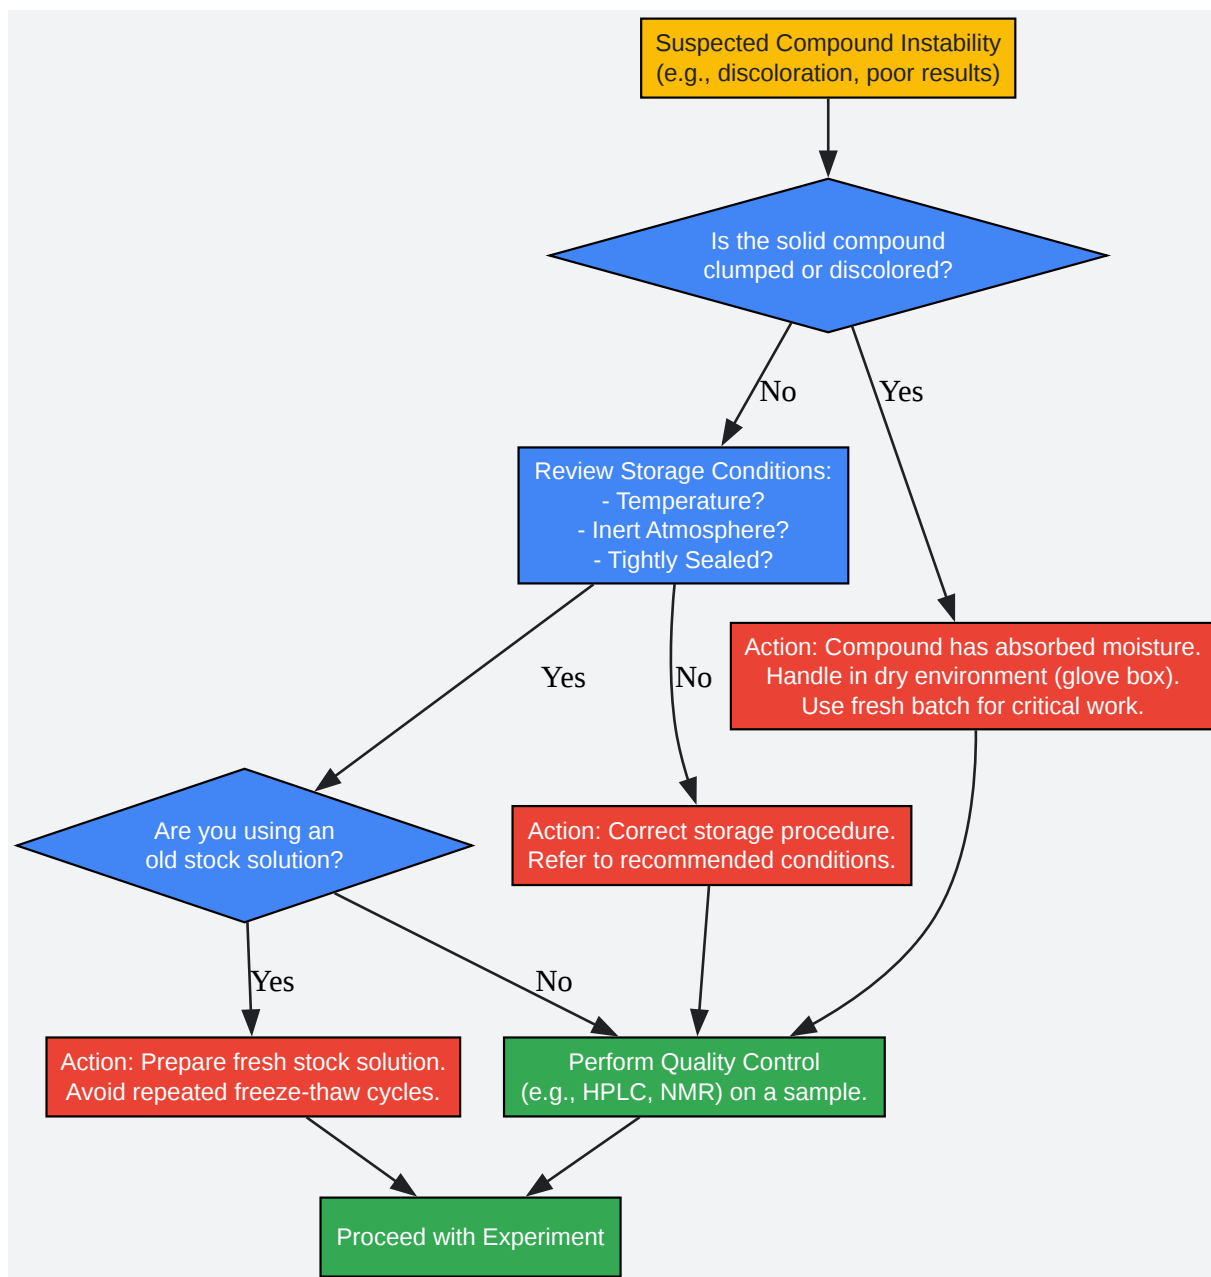 Suspected Compound Instability
(e.g., discoloration, poor results)
Is the solid compound
clumped or discolored?
No
Yes
Review Storage Conditions:
- Temperature?
- Inert Atmosphere?
- Tightly Sealed?
Action: Compound has absorbed moisture.
Handle in dry environment (glove box).
Use fresh batch for critical work.
Yes
No
Are you using an
old stock solution?
Action: Correct storage procedure.
Refer to recommended conditions.
Yes
No
Action: Prepare fresh stock solution.
Avoid repeated freeze-thaw cycles.
Perform Quality Control
(e.g., HPLC, NMR) on a sample.
Proceed with Experiment